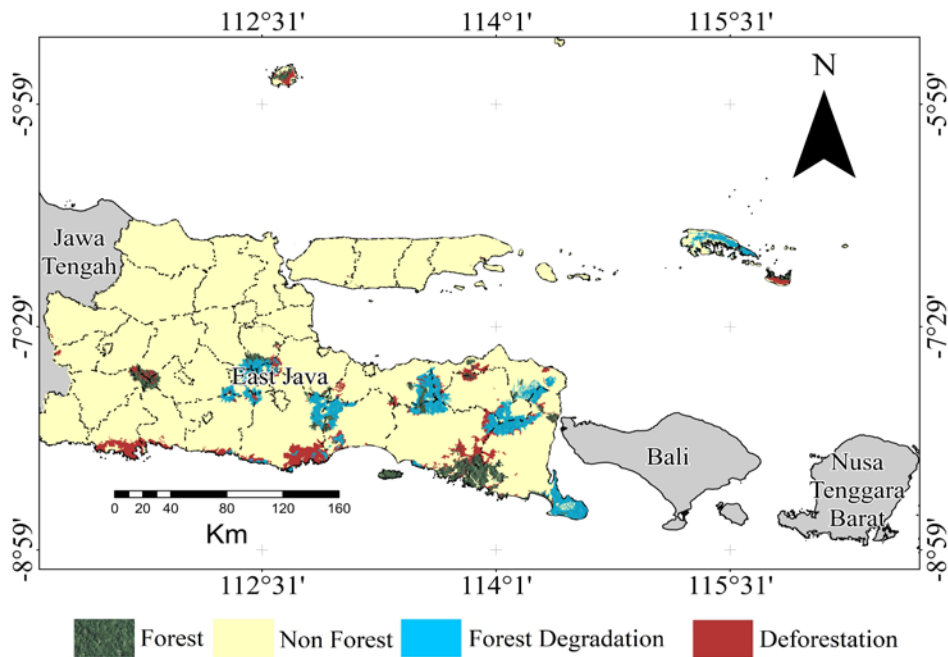 112°31' 114°1' 115°31'
N
-5°59' -5°59'
Jawa
Tengah
-7°29' -7°29'
East Java
Bali
Nusa
Tenggara
Barat
0 20 40 80 120 160
Km
-8°59' -8°59'
112°31' 114°1' 115°31'
Forest Non Forest Forest Degradation Deforestation